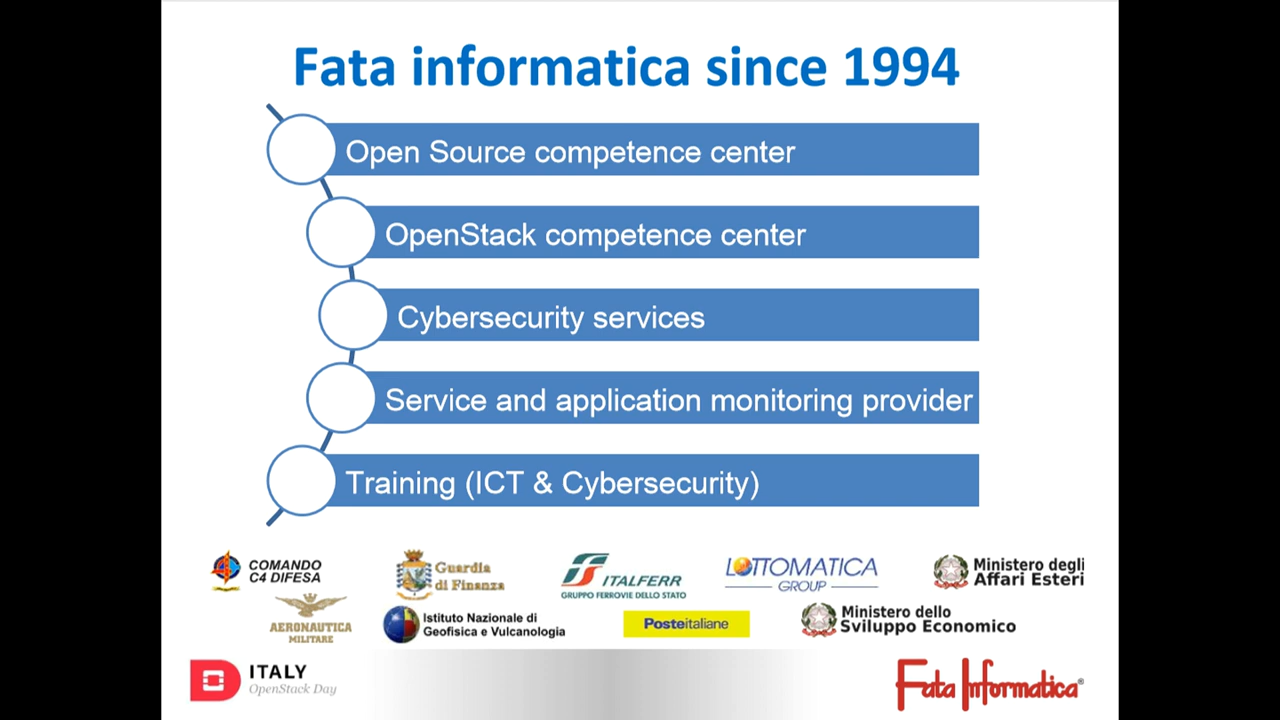 Fata informatica since 1994
Open Source competence center
OpenStack competence center
Cybersecurity services
Service and application monitoring provider
Training (ICT & Cybersecurity)
COMANDO
C4 DIFESA
Guardia
di Finanza
ITALFERR
GRUPPO FERROVIE DELLO STATO
LOTTOMATICA
GROUP
Ministero degli
Affari Esteri
AERONAUTICA
MILITARE
Istituto Nazionale di
Geofisica e Vulcanologia
Posteitaliane
Ministero dello
Sviluppo Economico
ITALY
OpenStack Day
Fata Informatica®